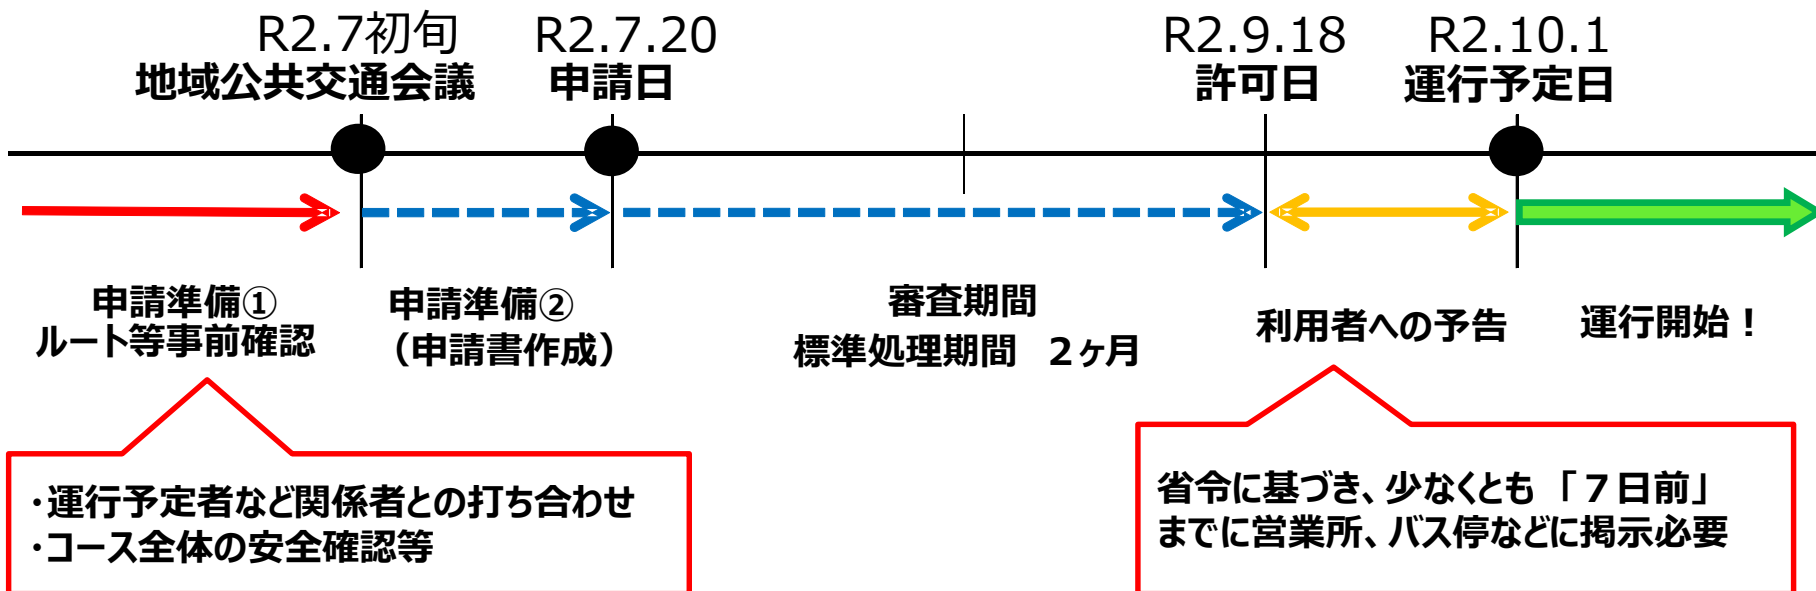 R2.7初旬
地域公共交通会議
R2.7.20
申請日
R2.9.18
許可日
R2.10.1
運行予定日
申請準備①
ルート等事前確認
申請準備②
（申請書作成）
審査期間
標準処理期間　2ヶ月
利用者への予告
運行開始！
・運行予定者など関係者との打ち合わせ
・コース全体の安全確認等
省令に基づき、少なくとも「７日前」
までに営業所、バス停などに掲示必要